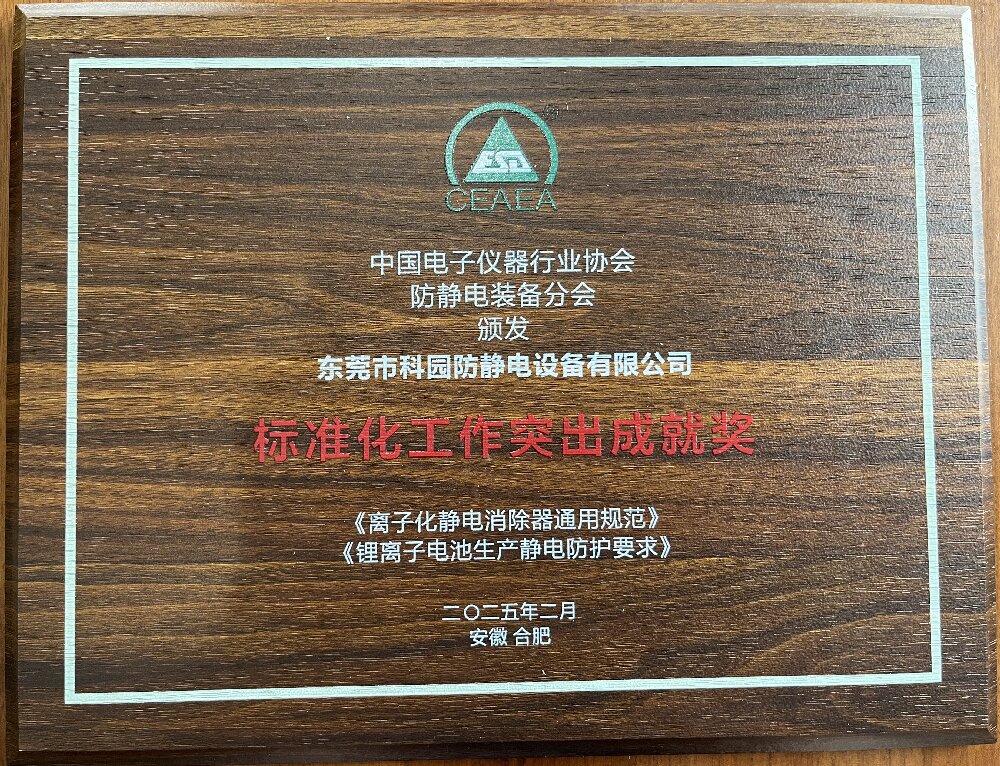 ESD
CEAEA
中国电子仪器行业协会
防静电装备分会
颁发
东莞市科园防静电设备有限公司
标准化工作突出成就奖
《离子化静电消除器通用规范》
《锂离子电池生产静电防护要求》
二〇二五年二月
安徽 合肥